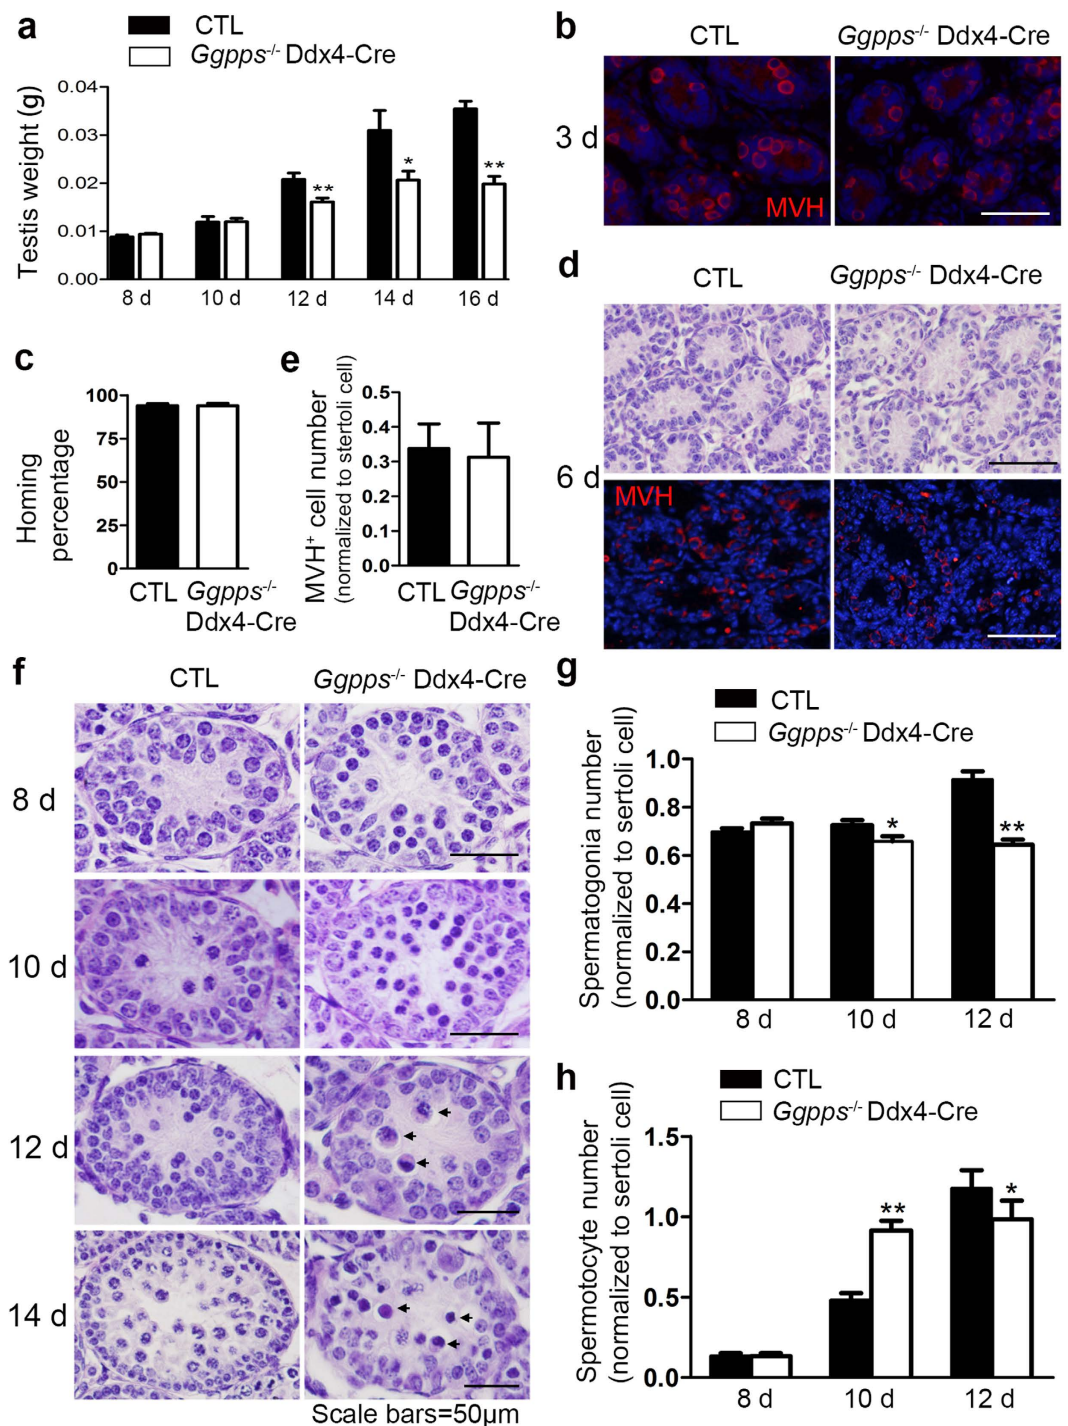 a
CTL
Ggpps-/- Ddx4-Cre
Testis weight (g)
0.04
0.03
0.02
0.01
0.00
* 
**
**
8 d 10 d 12 d 14 d 16 d
b
CTL Ggpps-/- Ddx4-Cre
3 d
MVH
c
Homing
percentage
100
75
50
25
0
CTL Ggpps-/-
Ddx4-Cre
e
MVH+ cell number
(normalized to stertoli cell)
0.5
0.4
0.3
0.2
0.1
0.0
CTL Ggpps-/-
Ddx4-Cre
d
CTL Ggpps-/- Ddx4-Cre
6 d
MVH
f
CTL Ggpps-/- Ddx4-Cre
8 d
10 d
12 d
14 d
Scale bars=50μm
g
CTL
Ggpps-/- Ddx4-Cre
Spermatogonia number
(normalized to sertoli cell)
1.0
0.8
0.6
0.4
0.2
0.0
*
**
8 d 10 d 12 d
h
CTL
Ggpps-/- Ddx4-Cre
Spermotocyte number
(normalized to sertoli cell)
1.5
1.0
0.5
0.0
**
*
8 d 10 d 12 d